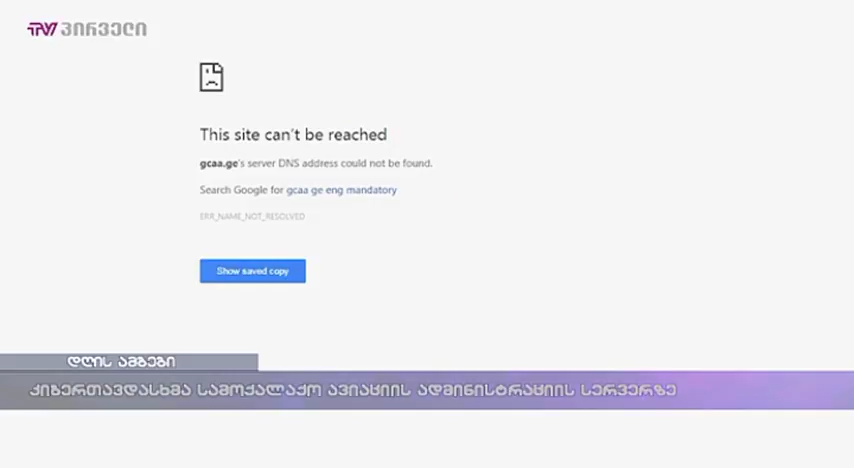 TV პირველი
This site can't be reached
gcaa.ge's server DNS address could not be found.
Search Google for gcaa ge eng mandatory
ERR_NAME_NOT_RESOLVED
Show saved copy
დღის ამბები
კიბერთავდასხმა სამოქალაქო ავიაციის ადმინისტრაციის სერვერზე